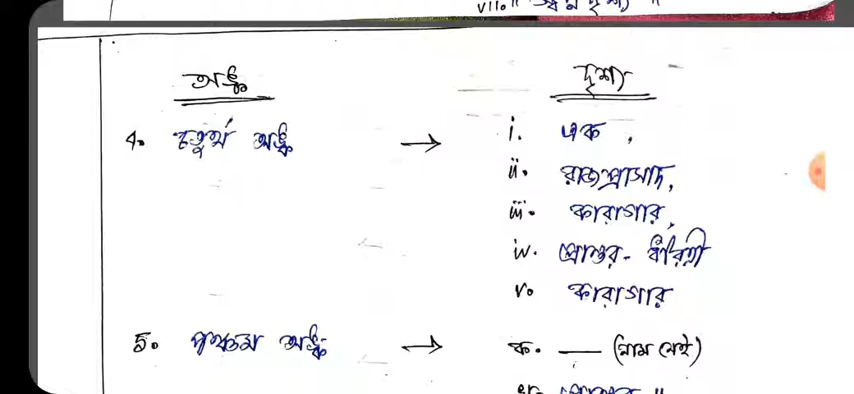 অঙ্ক দৃশ্য
4. চতুর্থ অঙ্ক → i. এক,
ii. রাজপ্রাসাদ,
iii. কারাগার,
iv. প্রান্তর -
v. কারাগার
5. পঞ্চম অঙ্ক → ক. — (নাম নেই)